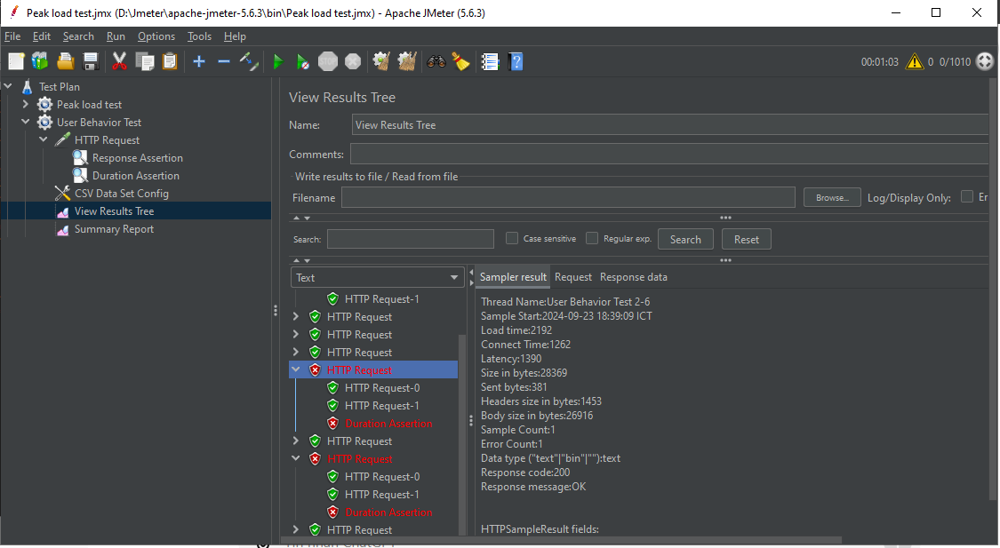 Peak load test.jmx (D:\Jmeter\apache-jmeter-5.6.3\bin\Peak load test.jmx) - Apache JMeter (5.6.3)
File Edit Search Run Options Tools Help
STOP
00:01:03 0 0/1010
Test Plan
Peak load test
User Behavior Test
HTTP Request
Response Assertion
Duration Assertion
CSV Data Set Config
View Results Tree
Summary Report
View Results Tree
Name: View Results Tree
Comments:
Write results to file / Read from file
Filename Browse... Log/Display Only: Er
Search: Case sensitive Regular exp. Search Reset
Text
HTTP Request-1
HTTP Request
HTTP Request
HTTP Request
HTTP Request
HTTP Request-0
HTTP Request-1
Duration Assertion
HTTP Request
HTTP Request
HTTP Request-0
HTTP Request-1
Duration Assertion
HTTP Request
Sampler result Request Response data
Thread Name:User Behavior Test 2-6
Sample Start:2024-09-23 18:39:09 ICT
Load time:2192
Connect Time:1262
Latency:1390
Size in bytes:28369
Sent bytes:381
Headers size in bytes:1453
Body size in bytes:26916
Sample Count:1
Error Count:1
Data type ("text"|"bin"|""):text
Response code:200
Response message:OK
HTTPSampleResult fields: